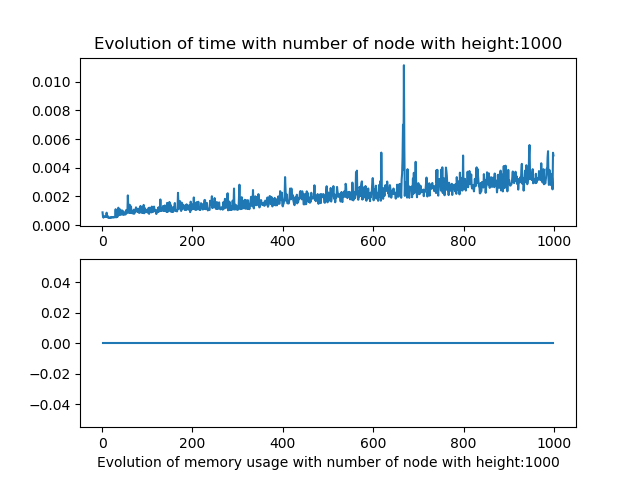 Evolution of time with number of node with height:1000
0.010
0.008
0.006
0.004
0.002
0.000
0 200 400 600 800 1000
0.04
0.02
0.00
−0.02
−0.04
0 200 400 600 800 1000
Evolution of memory usage with number of node with height:1000